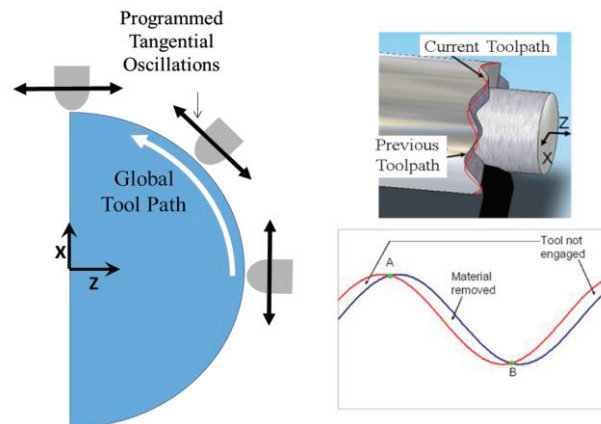 Programmed
Tangential
Oscillations
Global
Tool Path
X
Z
Current Toolpath
Previous
Toolpath
Z
X
Tool not
engaged
A
Material
removed
B